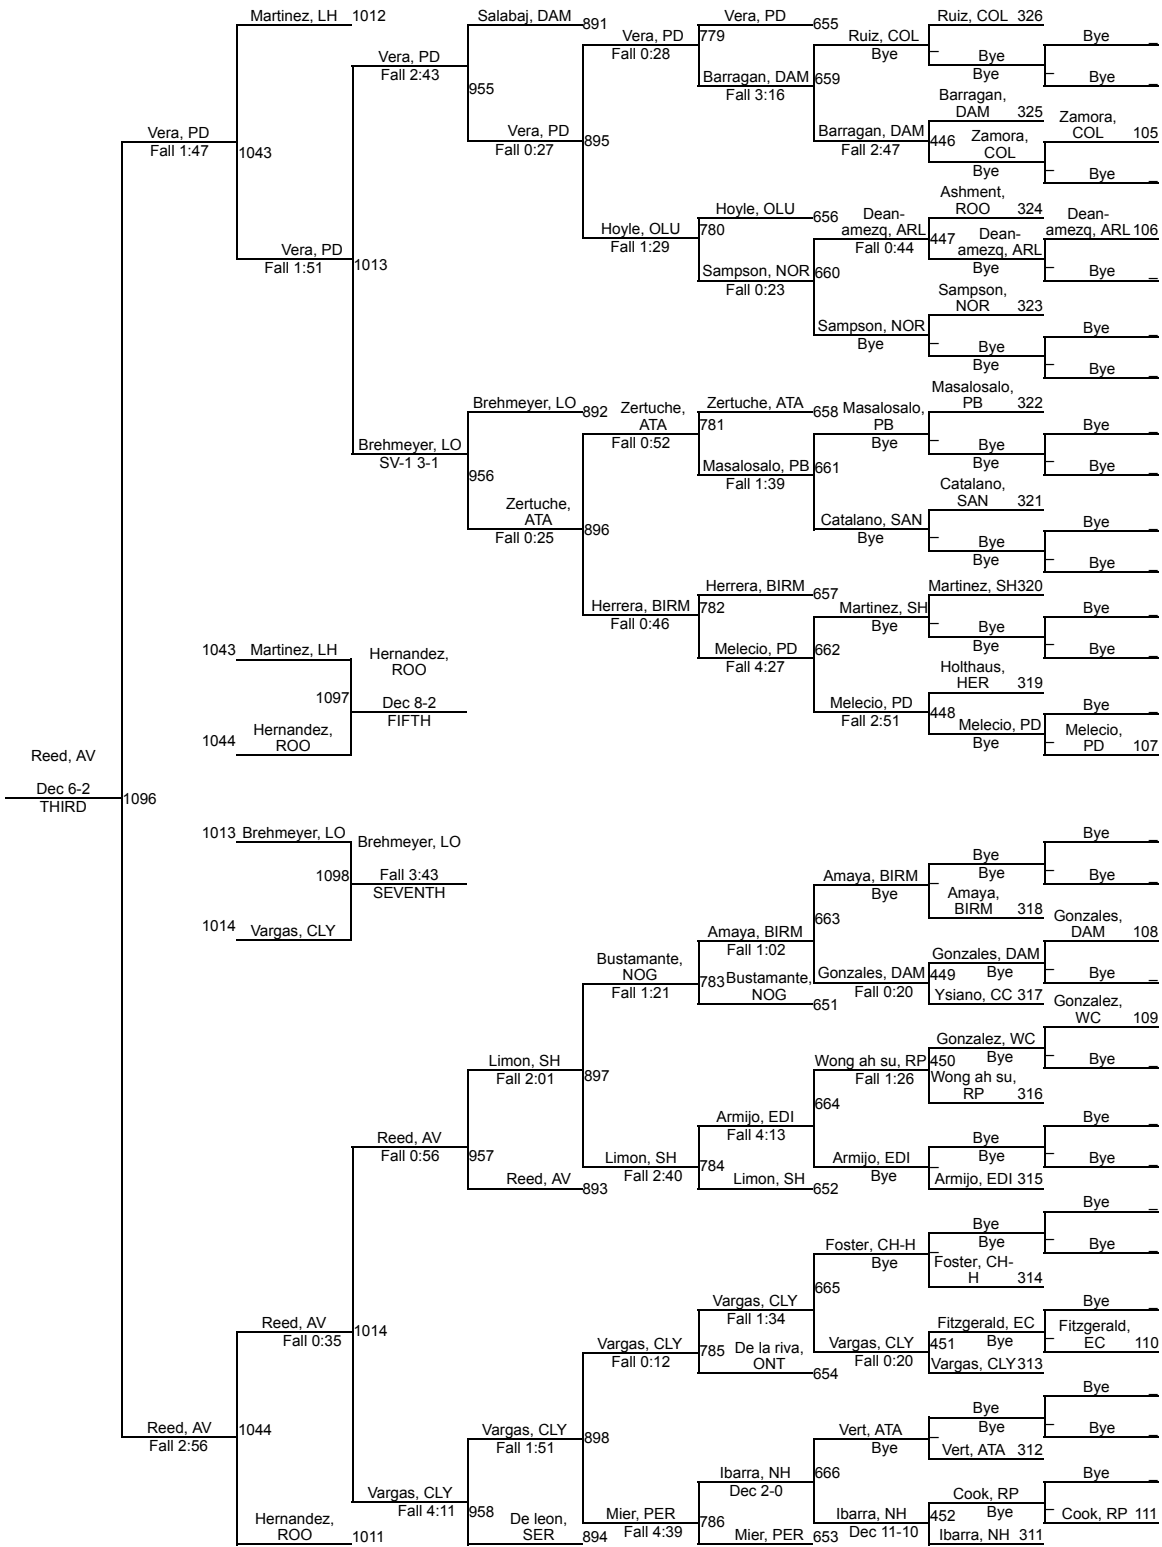 Martinez, LH 1012
Salabaj, DAM 891
Vera, PD 655
Ruiz, COL 326
Bye _
Vera, PD
Fall 2:43
Vera, PD
Fall 0:28
779
Ruiz, COL
Bye
_
Bye
Bye
_
Bye _
955
Barragan, DAM 659
Fall 3:16
Barragan,
DAM 325
Zamora,
COL 105
Vera, PD
Fall 1:47
1043
Vera, PD
Fall 0:27
895
Barragan, DAM
Fall 2:47
446
Zamora,
COL
Bye
_
Bye _
Hoyle, OLU 656
Ashment,
ROO 324
Dean-
amezq, ARL 106
Vera, PD
Fall 1:51
1013
Hoyle, OLU
Fall 1:29
780
Dean-
amezq, ARL
Fall 0:44
447
Dean-
amezq, ARL
Bye
_
Bye _
Sampson, NOR 660
Fall 0:23
Sampson,
NOR 323
Sampson, NOR
Bye
_
Bye
Bye
Bye _
_
Bye _
Brehmeyer, LO 892
Zertuche,
ATA
Fall 0:52
Zertuche, ATA 658
781
Masalosalo,
PB
Bye
Masalosalo,
PB 322
_
Bye
Bye
Bye _
_
Bye _
Brehmeyer, LO
SV-1 3-1
956
Masalosalo, PB 661
Fall 1:39
Catalano,
SAN 321
Zertuche,
ATA
Fall 0:25
896
Catalano, SAN
Bye
_
Bye
Bye
Bye _
_
Bye _
Herrera, BIRM
Fall 0:46
Herrera, BIRM 657
782
Martinez, SH
Bye
Martinez, SH320
_
Bye
Bye
Bye _
_
Bye _
Melecio, PD
Fall 4:27
662
Holthaus,
HER 319
Melecio, PD
Fall 2:51
448
Melecio, PD
Bye
Bye _
_
Melecio,
PD 107
1043 Martinez, LH
Hernandez,
ROO
1097
Dec 8-2
FIFTH
1044
Hernandez,
ROO
Reed, AV
Dec 6-2
THIRD
1096
1013 Brehmeyer, LO
Brehmeyer, LO
1098
Fall 3:43
SEVENTH
1014 Vargas, CLY
Bye _
Amaya, BIRM
Bye
Bye
Bye
_
_
Bye _
Amaya,
BIRM 318
663
Amaya, BIRM
Fall 1:02
Gonzales,
DAM 108
Bustamante,
NOG
Fall 1:21
783
Bustamante,
NOG 651
Gonzales, DAM
Fall 0:20
Gonzales, DAM
449 Bye
_
Bye _
Ysiano, CC 317
Gonzalez,
WC 109
Limon, SH
Fall 2:01
897
Wong ah su, RP
Fall 1:26
Gonzalez, WC
450 Bye
_
Bye _
Wong ah su,
RP 316
664
Armijo, EDI
Fall 4:13
Reed, AV
Fall 0:56
957
Limon, SH
Fall 2:40
784
Limon, SH 652
Armijo, EDI
Bye
Bye
Bye
_
Bye _
_
Bye _
Armijo, EDI 315
Reed, AV 893
Foster, CH-H
Bye
Bye
Bye
_
Bye _
_
Bye _
Foster, CH-
H 314
665
Vargas, CLY
Fall 1:34
Reed, AV
Fall 0:35
1014
Vargas, CLY
Fall 0:12
785
De la riva,
ONT 654
Vargas, CLY
Fall 0:20
Fitzgerald, EC
451 Bye
Bye _
_
Fitzgerald,
EC 110
Vargas, CLY313
Reed, AV
Fall 2:56
1044
Vargas, CLY
Fall 1:51
898
Vert, ATA
Bye
Bye
Bye
_
Bye _
_
Bye _
Vert, ATA 312
666
Ibarra, NH
Dec 2-0
Vargas, CLY
Fall 4:11
958
Mier, PER
Fall 4:39
786
Mier, PER 653
Ibarra, NH
Dec 11-10
Cook, RP
452 Bye
Bye _
_
Cook, RP 111
Ibarra, NH 311
Hernandez,
ROO 1011
De leon,
SER 894